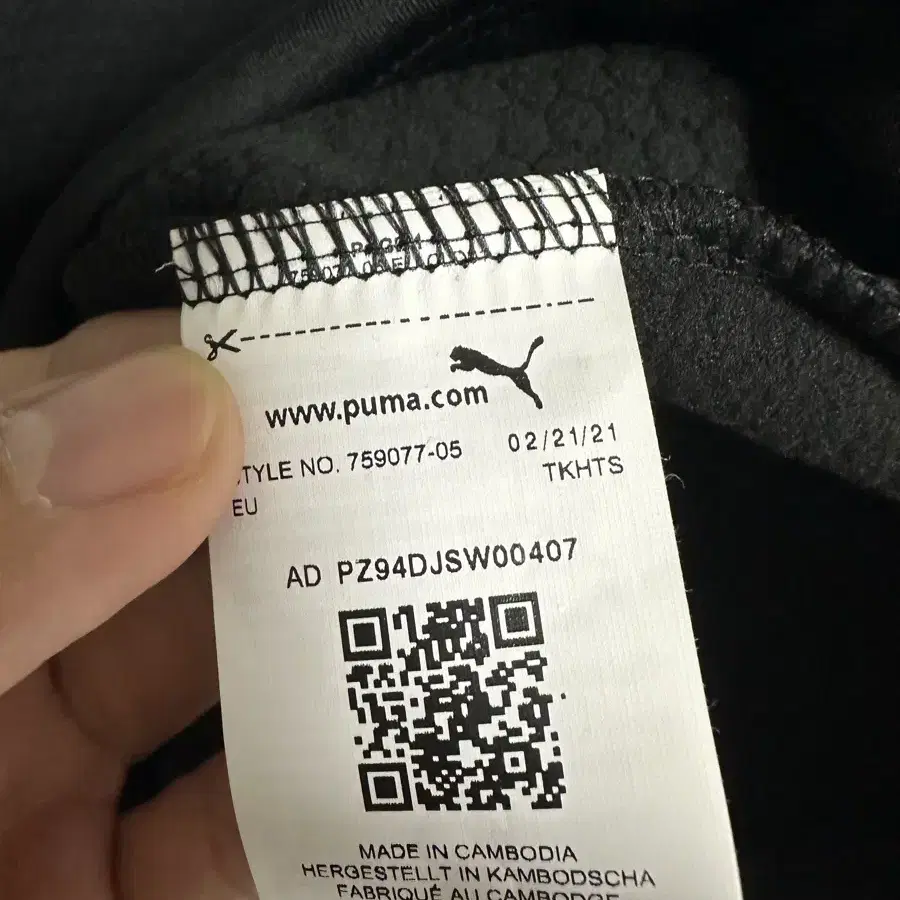 www.puma.com
TYLE NO. 759077-05 02/21/21
EU TKHTS
AD PZ94DJSW00407
MADE IN CAMBODIA
HERGESTELLT IN KAMBODSCHA
FABRIQUÉ AU CAMBODGE